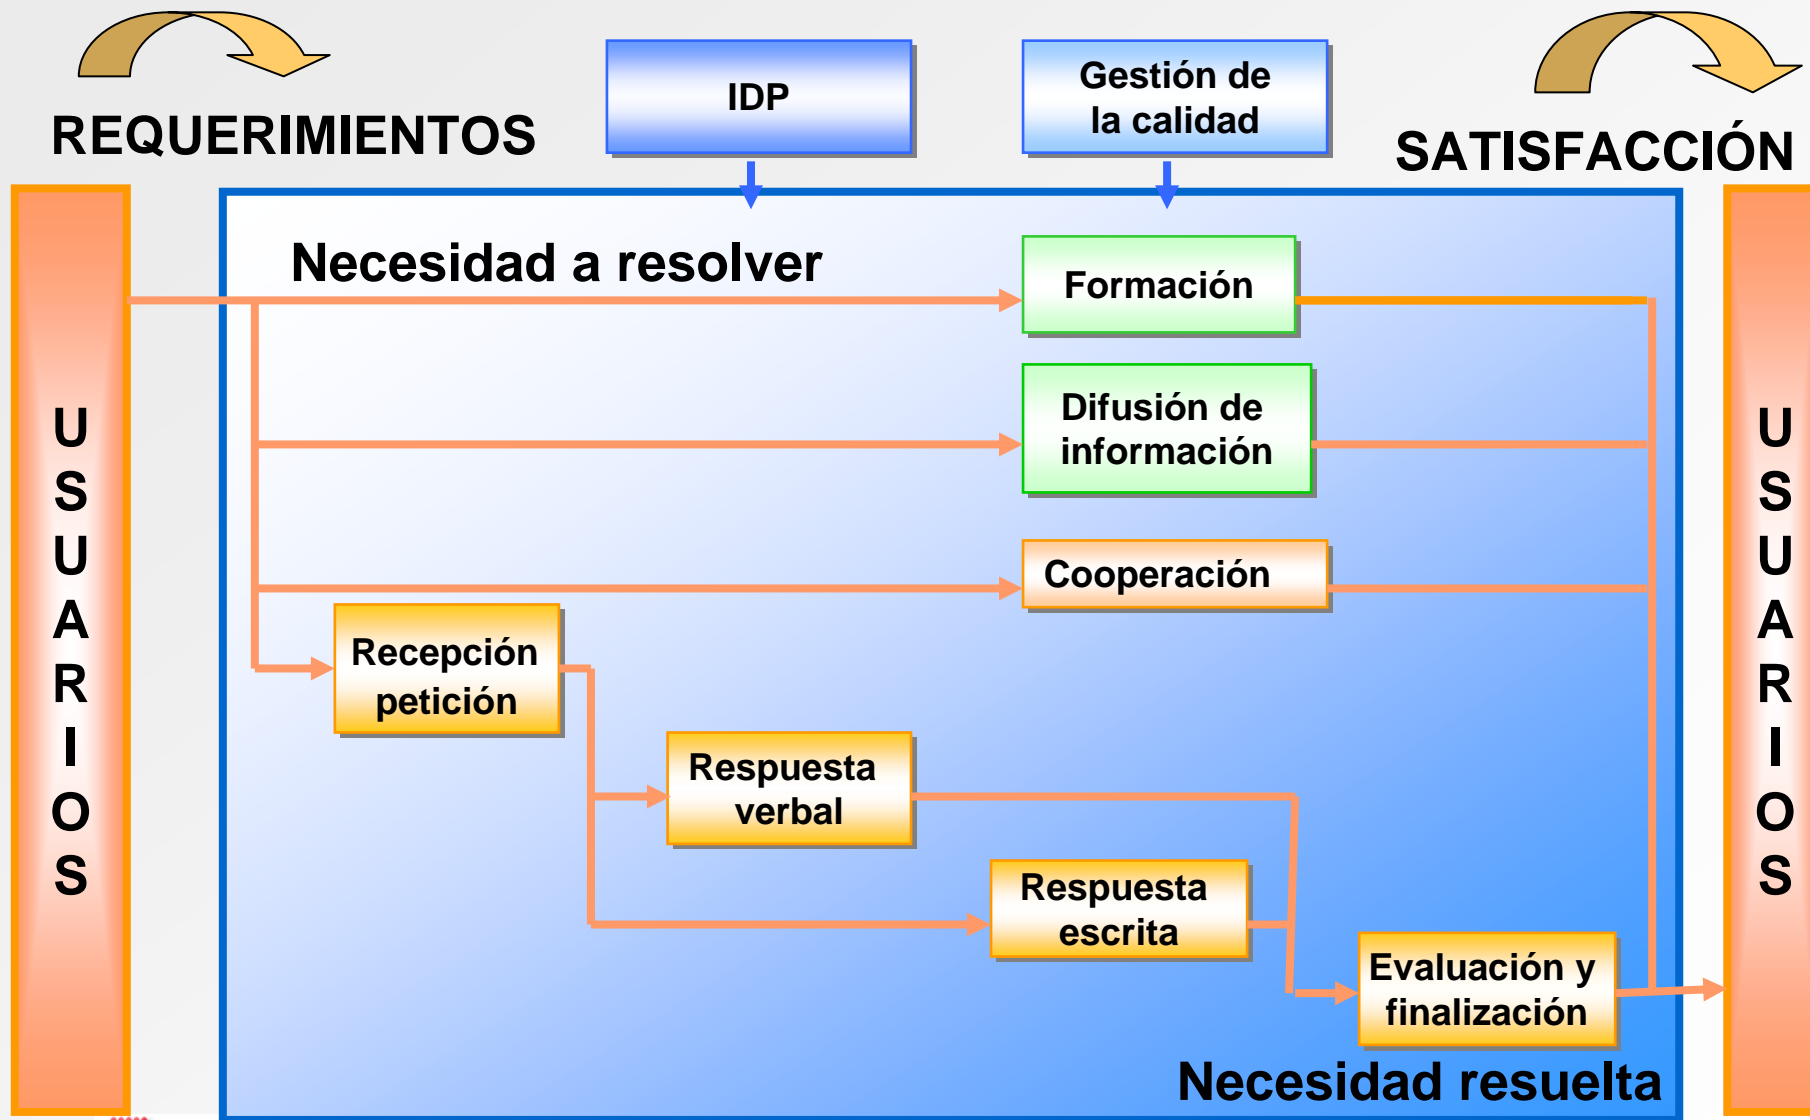 REQUERIMIENTOS
IDP
Gestión de
la calidad
SATISFACCIÓN
U
S
U
A
R
I
O
S
Necesidad a resolver
Formación
Difusión de
información
Cooperación
Recepción
petición
Respuesta
verbal
Respuesta
escrita
Evaluación y
finalización
Necesidad resuelta
U
S
U
A
R
I
O
S